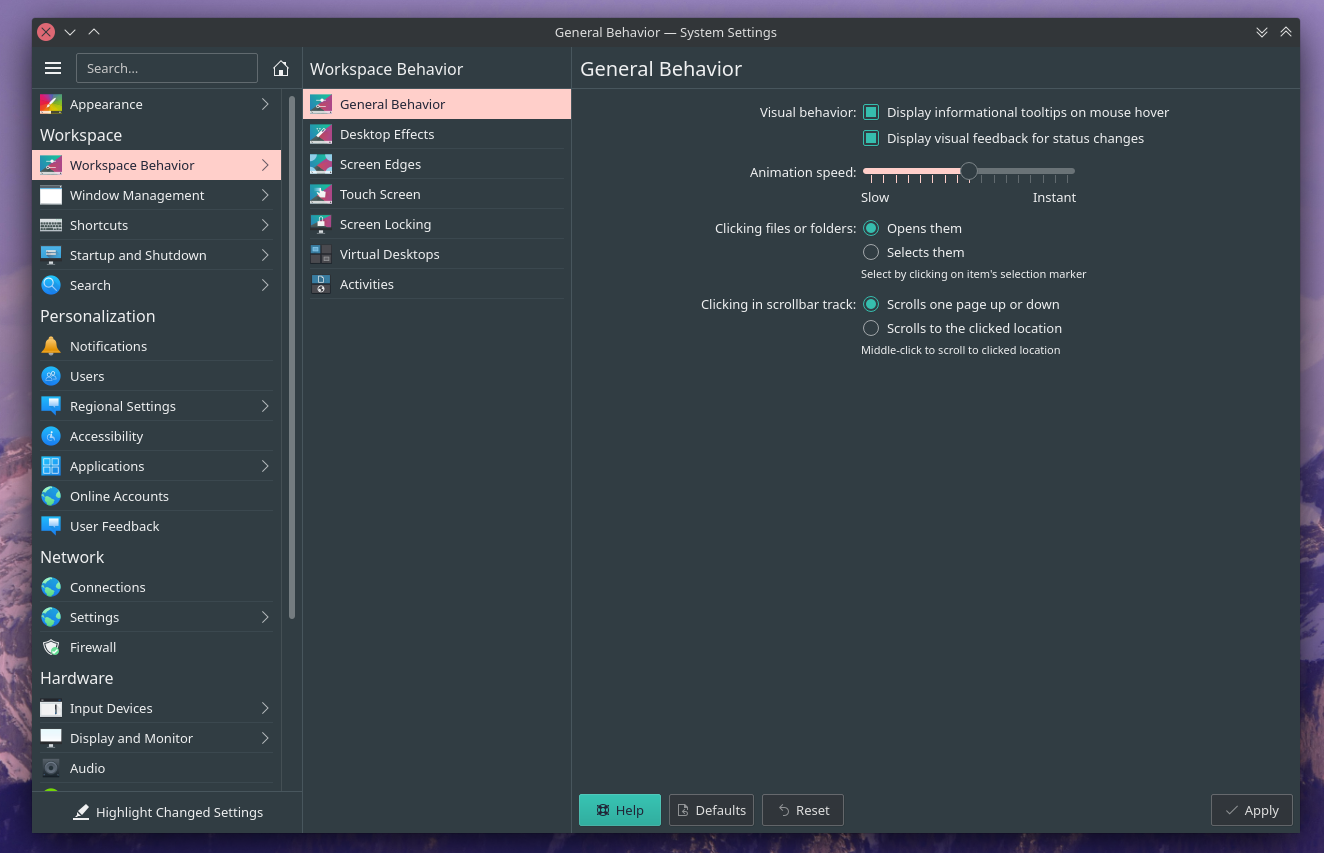 General Behavior — System Settings
Search...
Appearance
Workspace
Workspace Behavior
Window Management
Shortcuts
Startup and Shutdown
Search
Personalization
Notifications
Users
Regional Settings
Accessibility
Applications
Online Accounts
User Feedback
Network
Connections
Settings
Firewall
Hardware
Input Devices
Display and Monitor
Audio
Highlight Changed Settings
Workspace Behavior
General Behavior
Desktop Effects
Screen Edges
Touch Screen
Screen Locking
Virtual Desktops
Activities
General Behavior
Visual behavior: Display informational tooltips on mouse hover
Display visual feedback for status changes
Animation speed:
Slow Instant
Clicking files or folders: Opens them
Selects them
Select by clicking on item's selection marker
Clicking in scrollbar track: Scrolls one page up or down
Scrolls to the clicked location
Middle-click to scroll to clicked location
Help Defaults Reset Apply